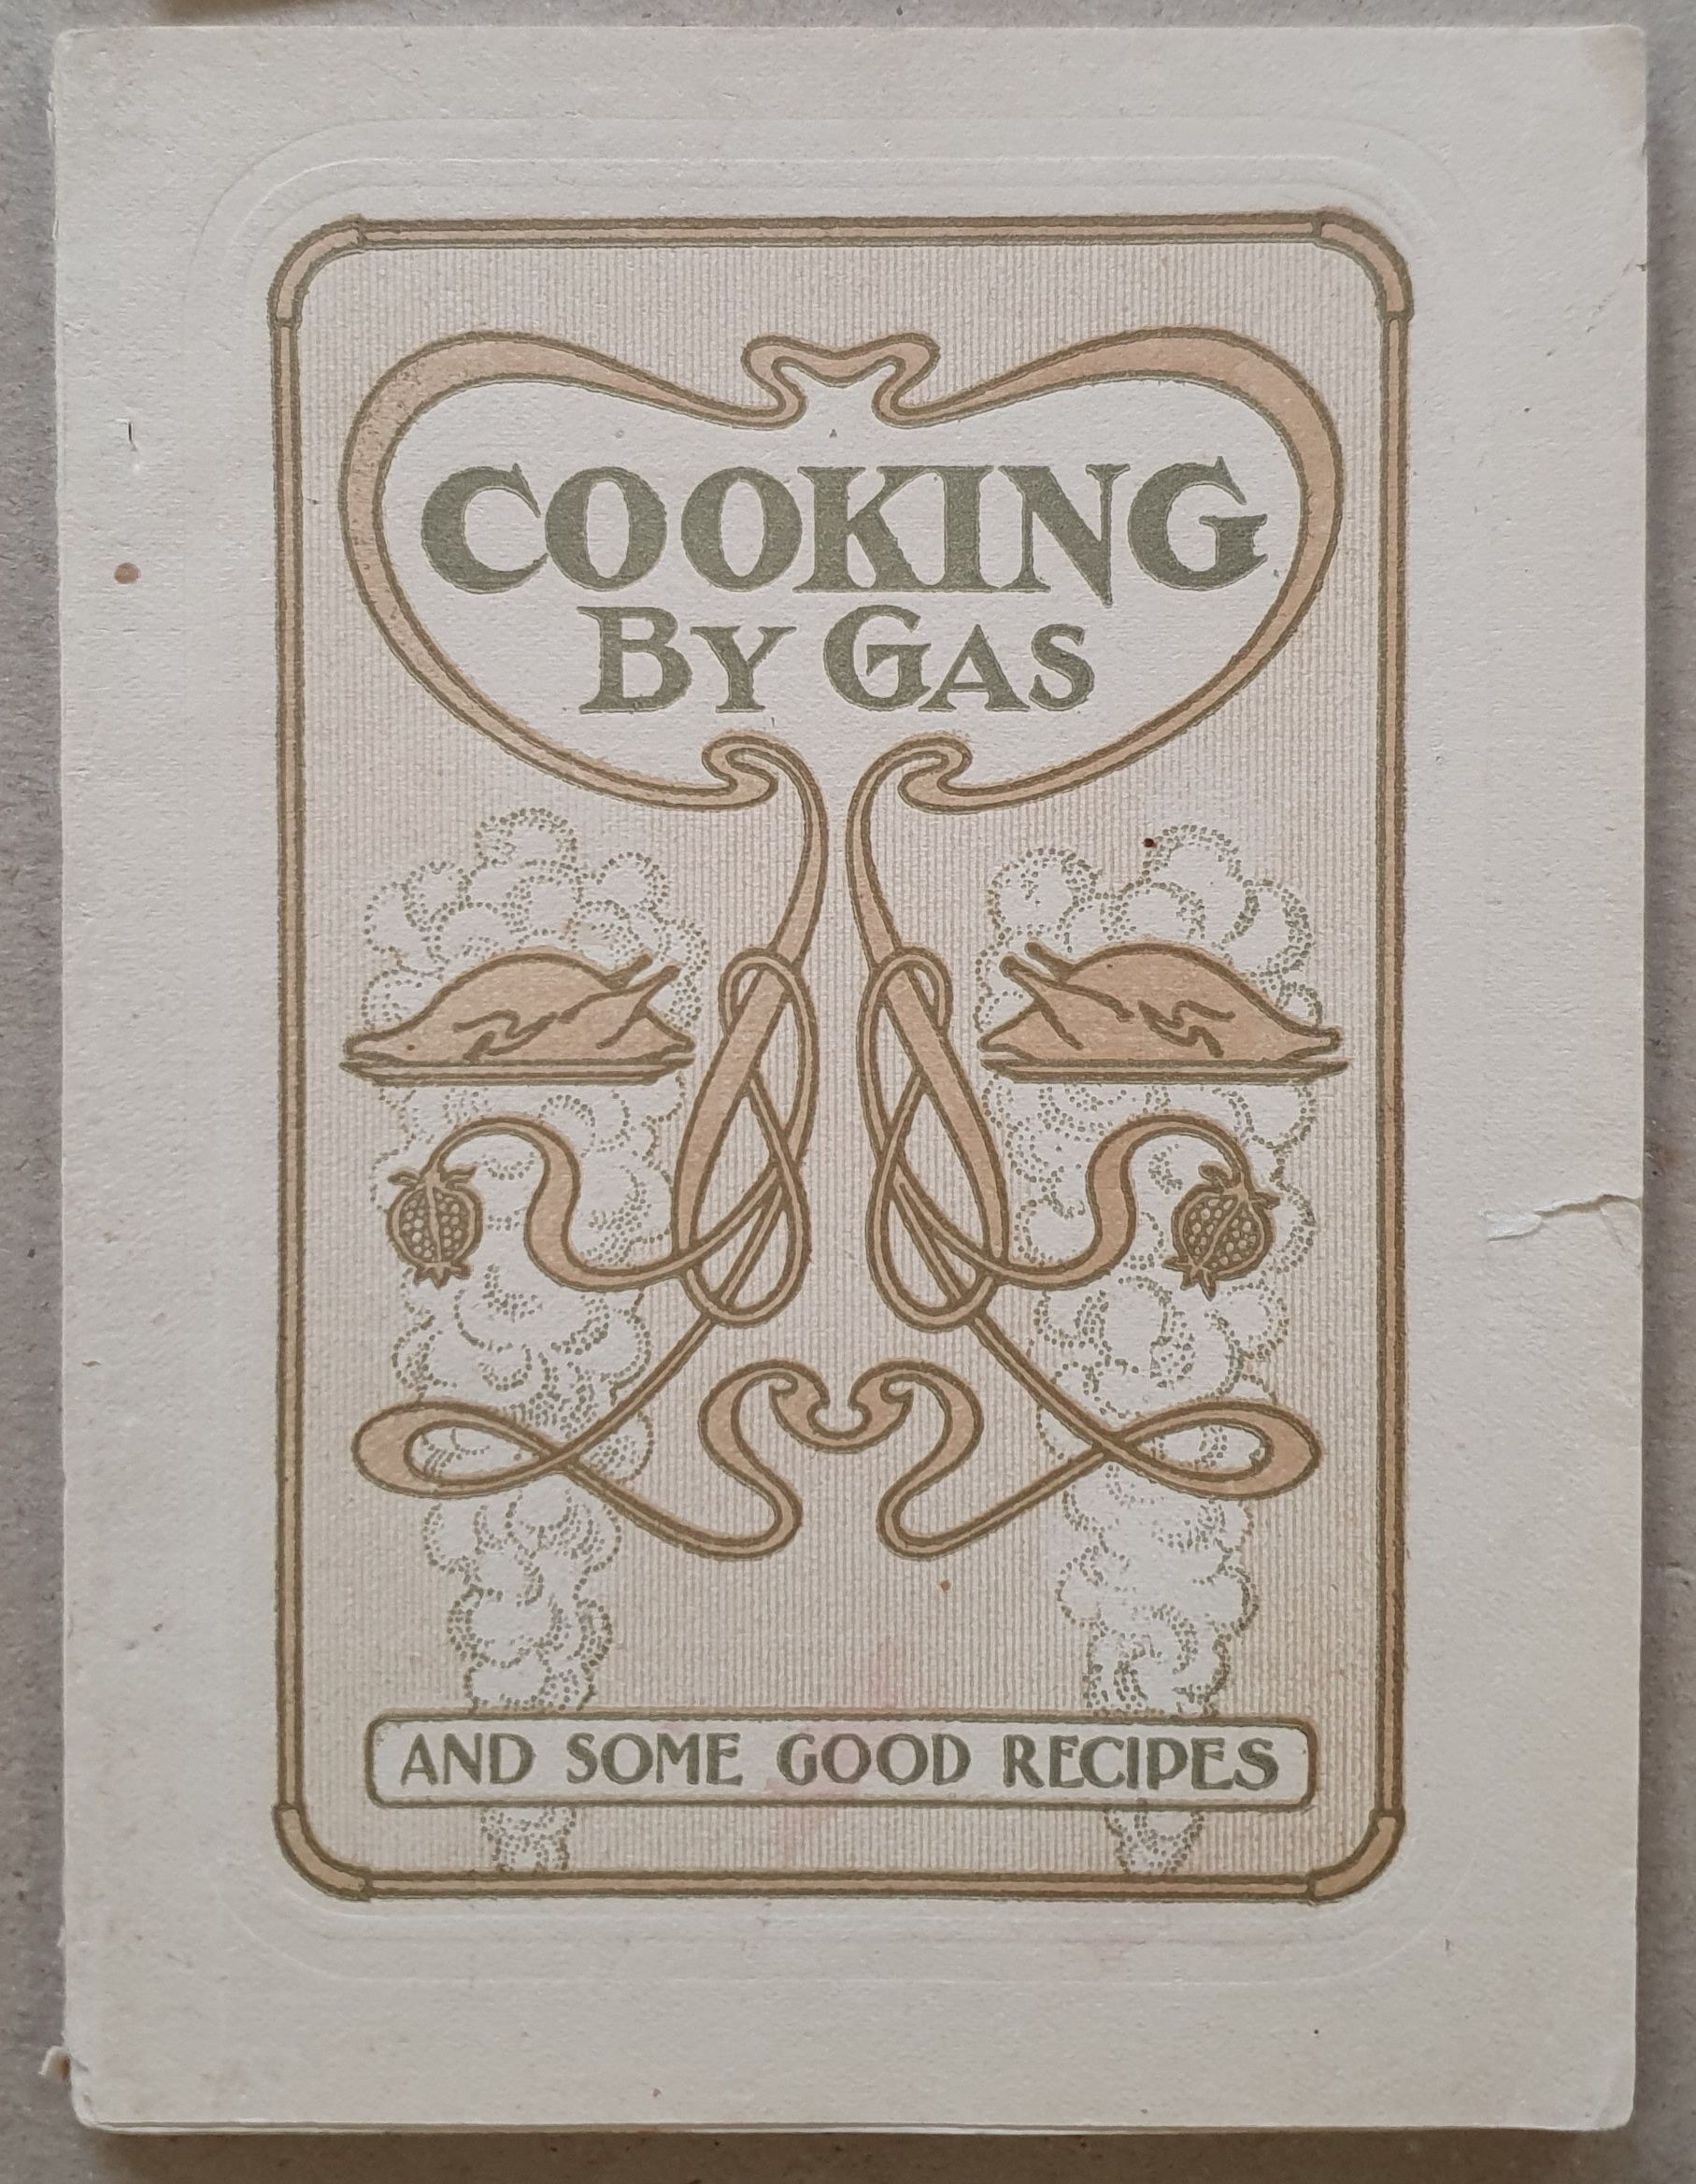 COOKING
BY GAS
AND SOME GOOD RECIPES